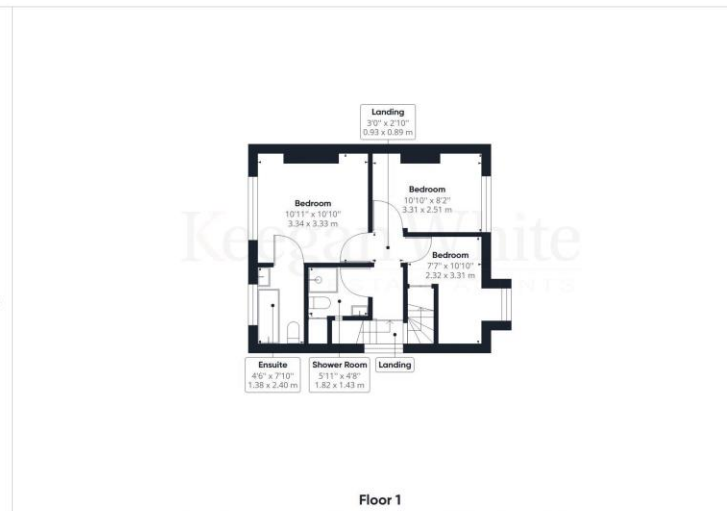 Landing
3'0" x 2'10"
0.93 x 0.89 m
Bedroom
10'11" x 10'10"
3.34 x 3.33 m
Bedroom
10'10" x 8'2"
3.31 x 2.51 m
Keegan White
Bedroom
7'7" x 10'10"
2.32 x 3.31 m
Ensuite
4'6" x 7'10"
1.38 x 2.40 m
Shower Room
5'11" x 4'8"
1.82 x 1.43 m
Landing
Floor 1